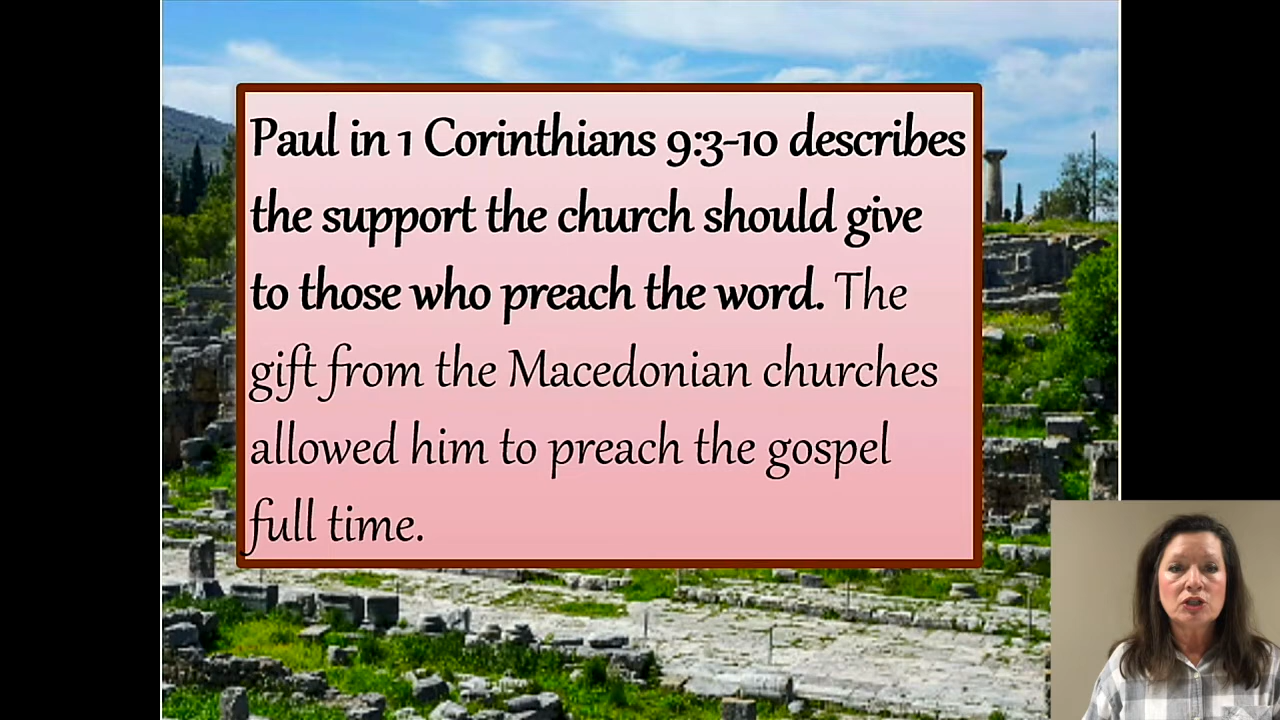 Paul in 1 Corinthians 9:3-10 describes
the support the church should give
to those who preach the word. The
gift from the Macedonian churches
allowed him to preach the gospel
full time.